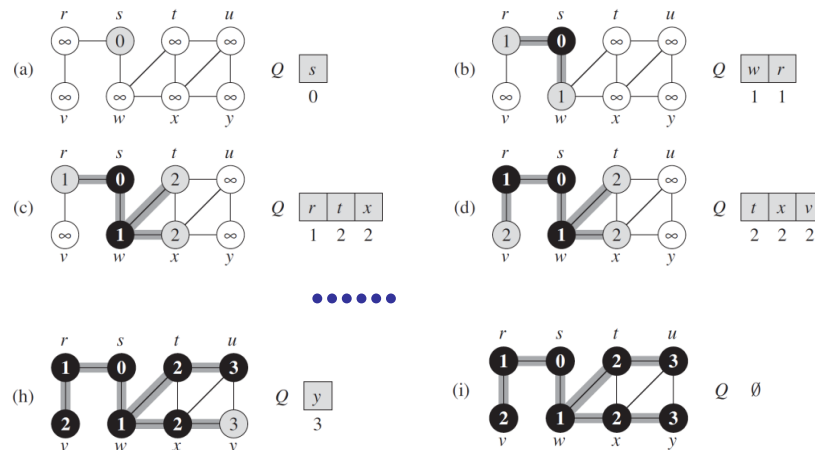 r s t u
∞ 0 ∞ ∞
(a) Q s
∞ ∞ ∞ ∞ 0
v w x y
r s t u
1 0 ∞ ∞
(b) Q w r
∞ 1 ∞ ∞ 1 1
v w x y
r s t u
1 0 2 ∞
(c) Q r t x
∞ 1 2 ∞ 1 2 2
v w x y
r s t u
1 0 2 ∞
(d) Q t x v
2 1 2 ∞ 2 2 2
v w x y
r s t u
1 0 2 3
(h) Q y
2 1 2 3 3
v w x y
r s t u
1 0 2 3
(i) Q ∅
2 1 2 3
v w x y